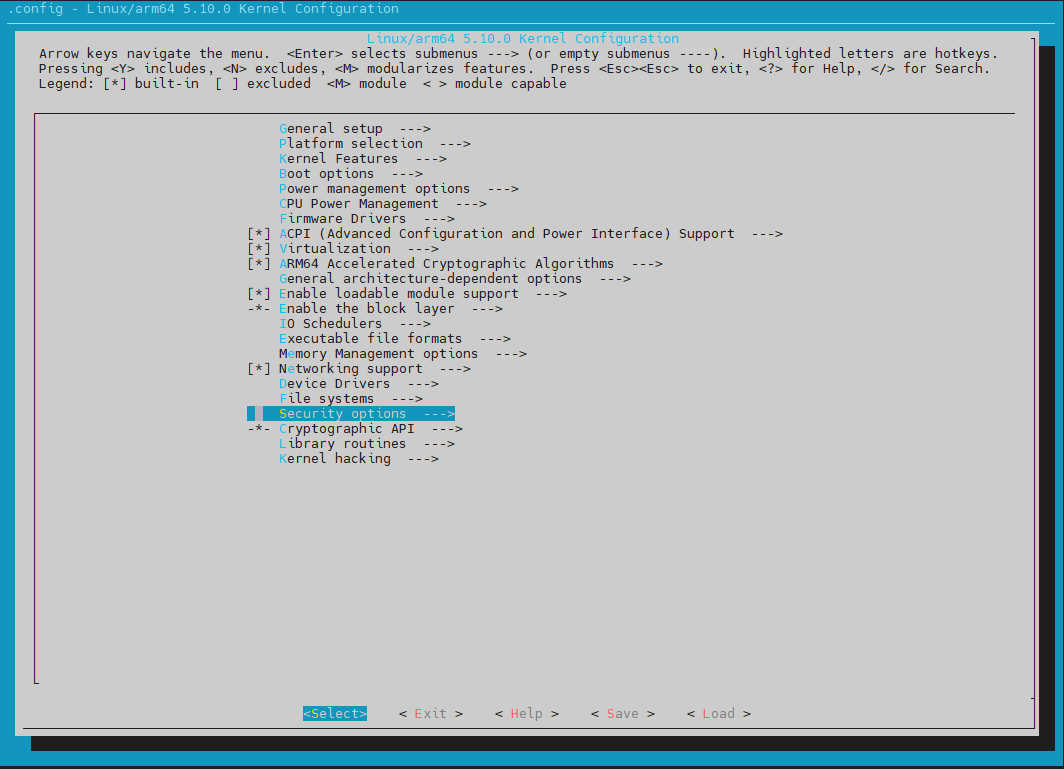 .config - Linux/arm64 5.10.0 Kernel Configuration
Linux/arm64 5.10.0 Kernel Configuration
Arrow keys navigate the menu.  <Enter> selects submenus ---> (or empty submenus ----).  Highlighted letters are hotkeys.
Pressing <Y> includes, <N> excludes, <M> modularizes features.  Press <Esc><Esc> to exit, <?> for Help, </> for Search.
Legend: [*] built-in  [ ] excluded  <M> module  < > module capable
General setup  --->
Platform selection  --->
Kernel Features  --->
Boot options  --->
Power management options  --->
CPU Power Management  --->
Firmware Drivers  --->
[*] ACPI (Advanced Configuration and Power Interface) Support  --->
[*] Virtualization  --->
[*] ARM64 Accelerated Cryptographic Algorithms  --->
General architecture-dependent options  --->
[*] Enable loadable module support  --->
-*- Enable the block layer  --->
IO Schedulers  --->
Executable file formats  --->
Memory Management options  --->
[*] Networking support  --->
Device Drivers  --->
File systems  --->
Security options  --->
-*- Cryptographic API  --->
Library routines  --->
Kernel hacking  --->
<Select>    < Exit >    < Help >    < Save >    < Load >